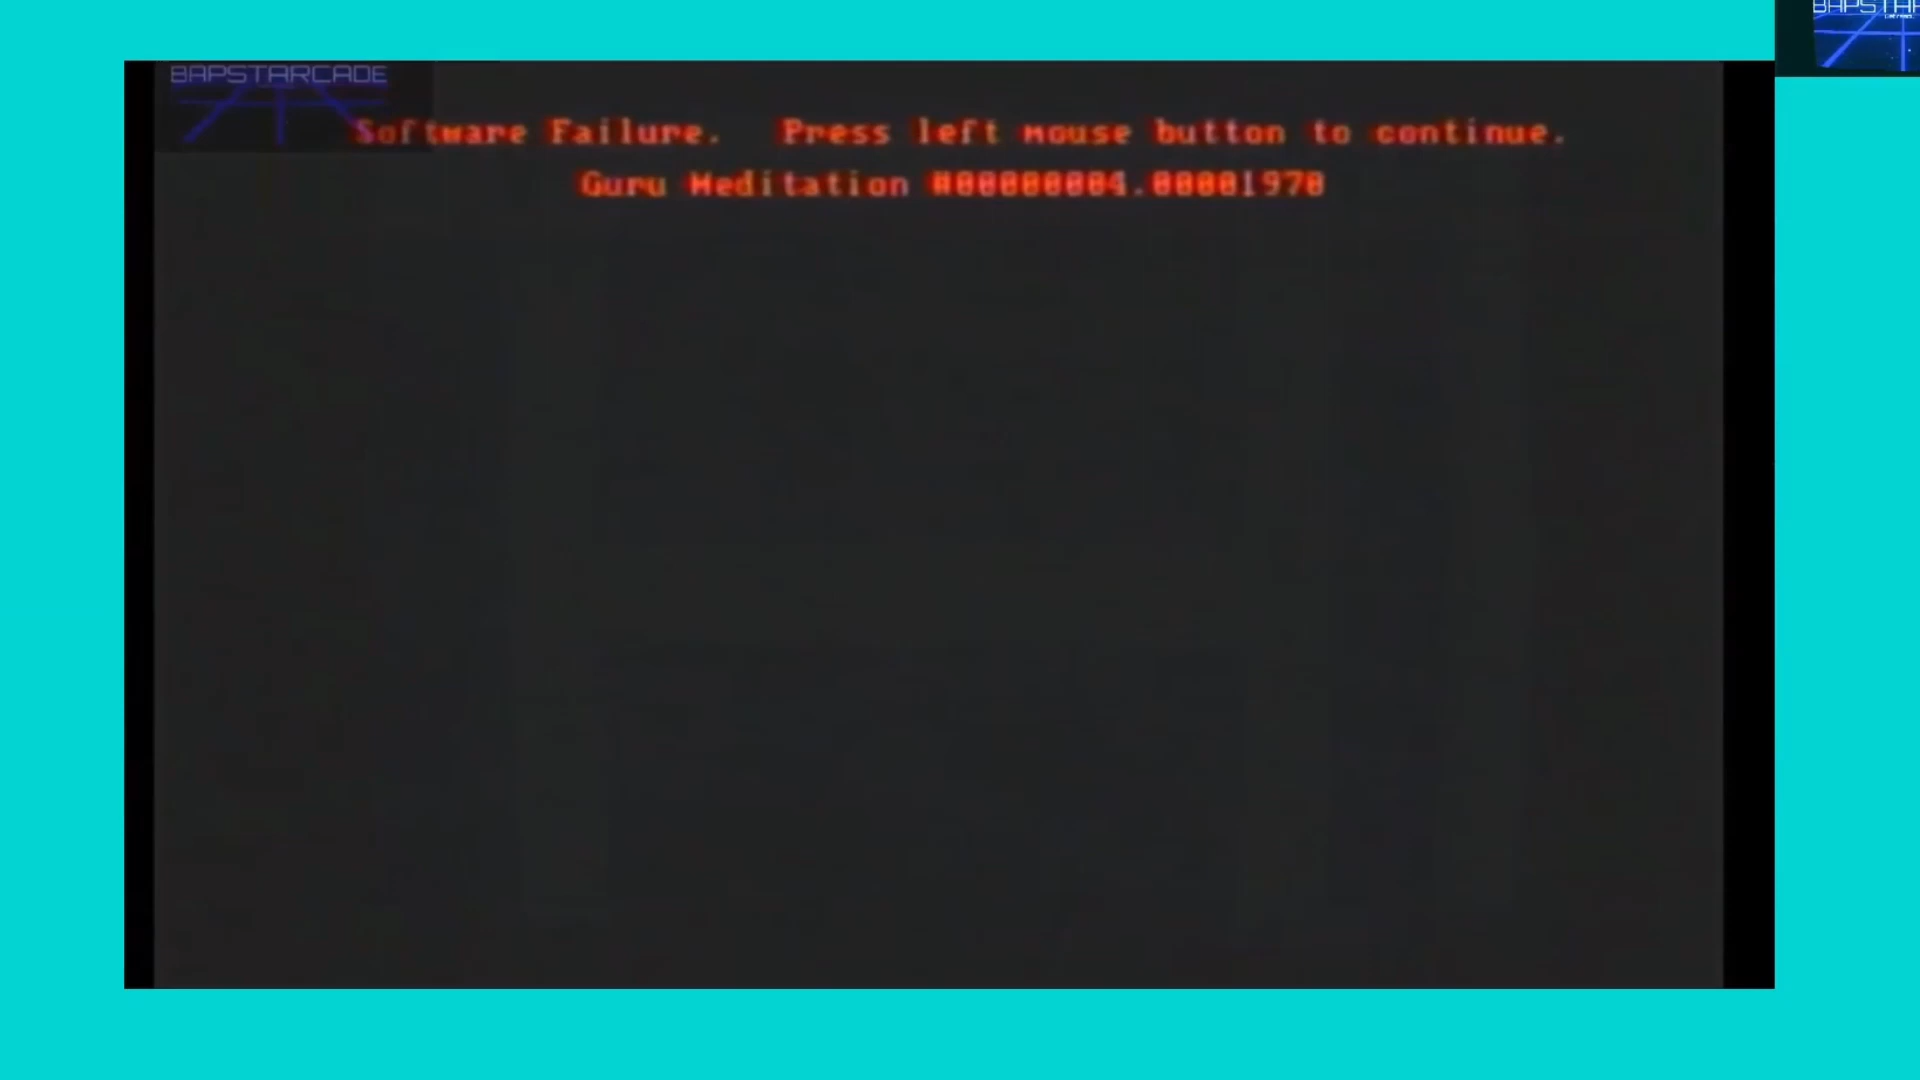 BAPSTARCADE
Software Failure. Press left mouse button to continue.
Guru Meditation #00000004.00001970